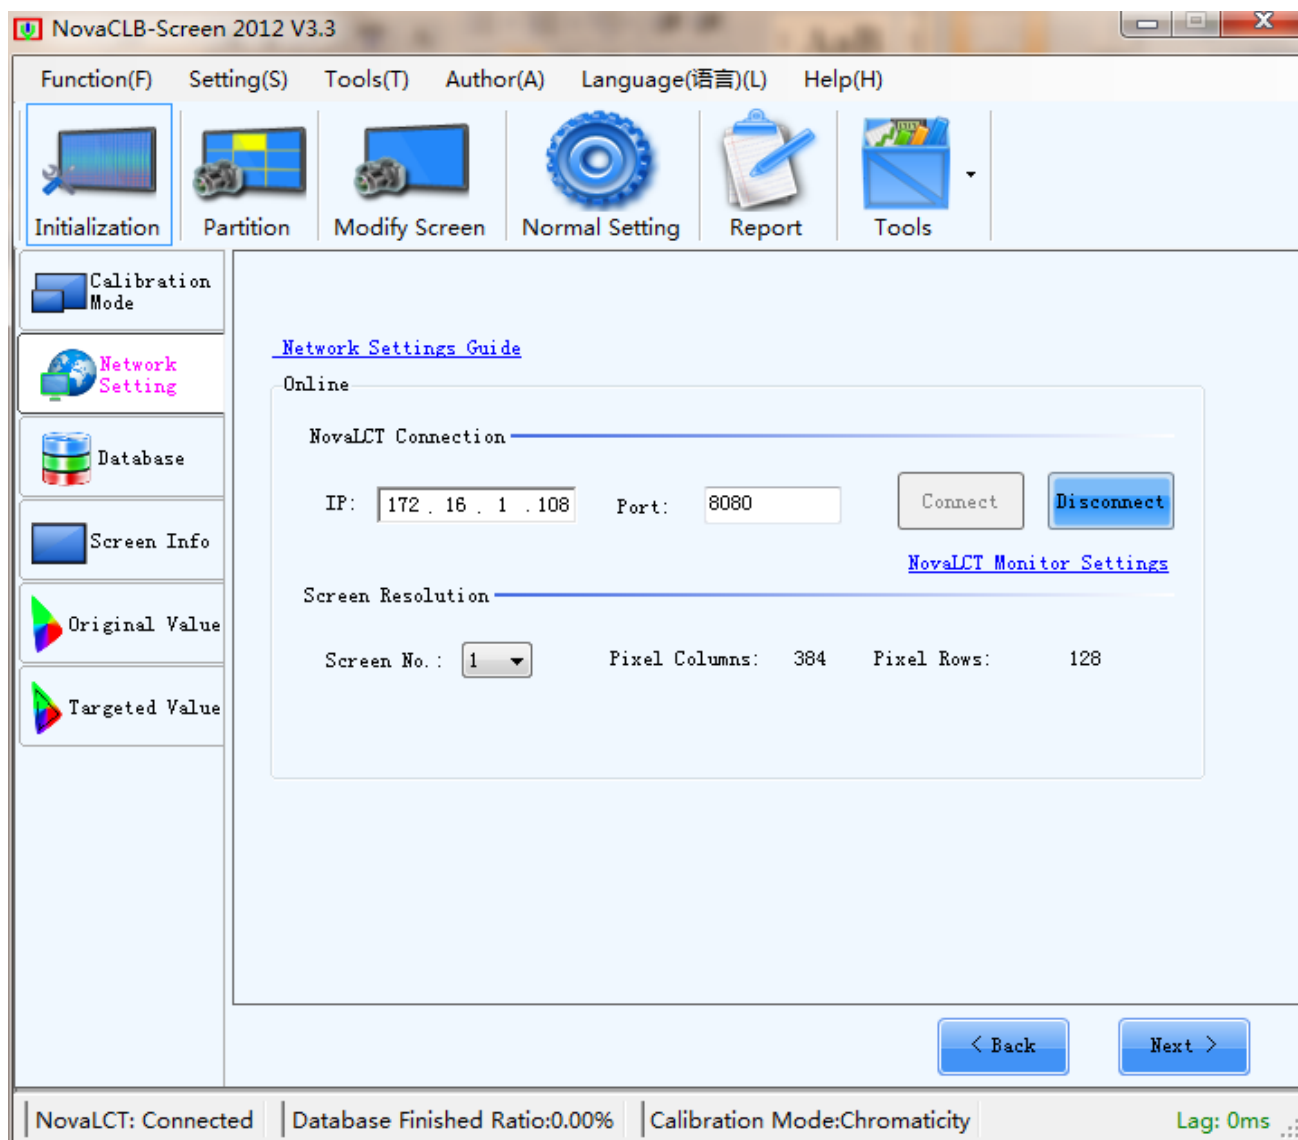 NovaCLB-Screen 2012 V3.3
Function(F) Setting(S) Tools(T) Author(A) Language(语言)(L) Help(H)
Initialization Partition Modify Screen Normal Setting Report Tools
Calibration
Mode
Network
Setting
Database
Screen Info
Original Value
Targeted Value
Network Settings Guide
Online
NovaLCT Connection
IP: 172 . 16 . 1 . 108 Port: 8080 Connect Disconnect
NovaLCT Monitor Settings
Screen Resolution
Screen No.: 1 Pixel Columns: 384 Pixel Rows: 128
< Back Next >
NovaLCT: Connected Database Finished Ratio:0.00% Calibration Mode:Chromaticity Lag: 0ms